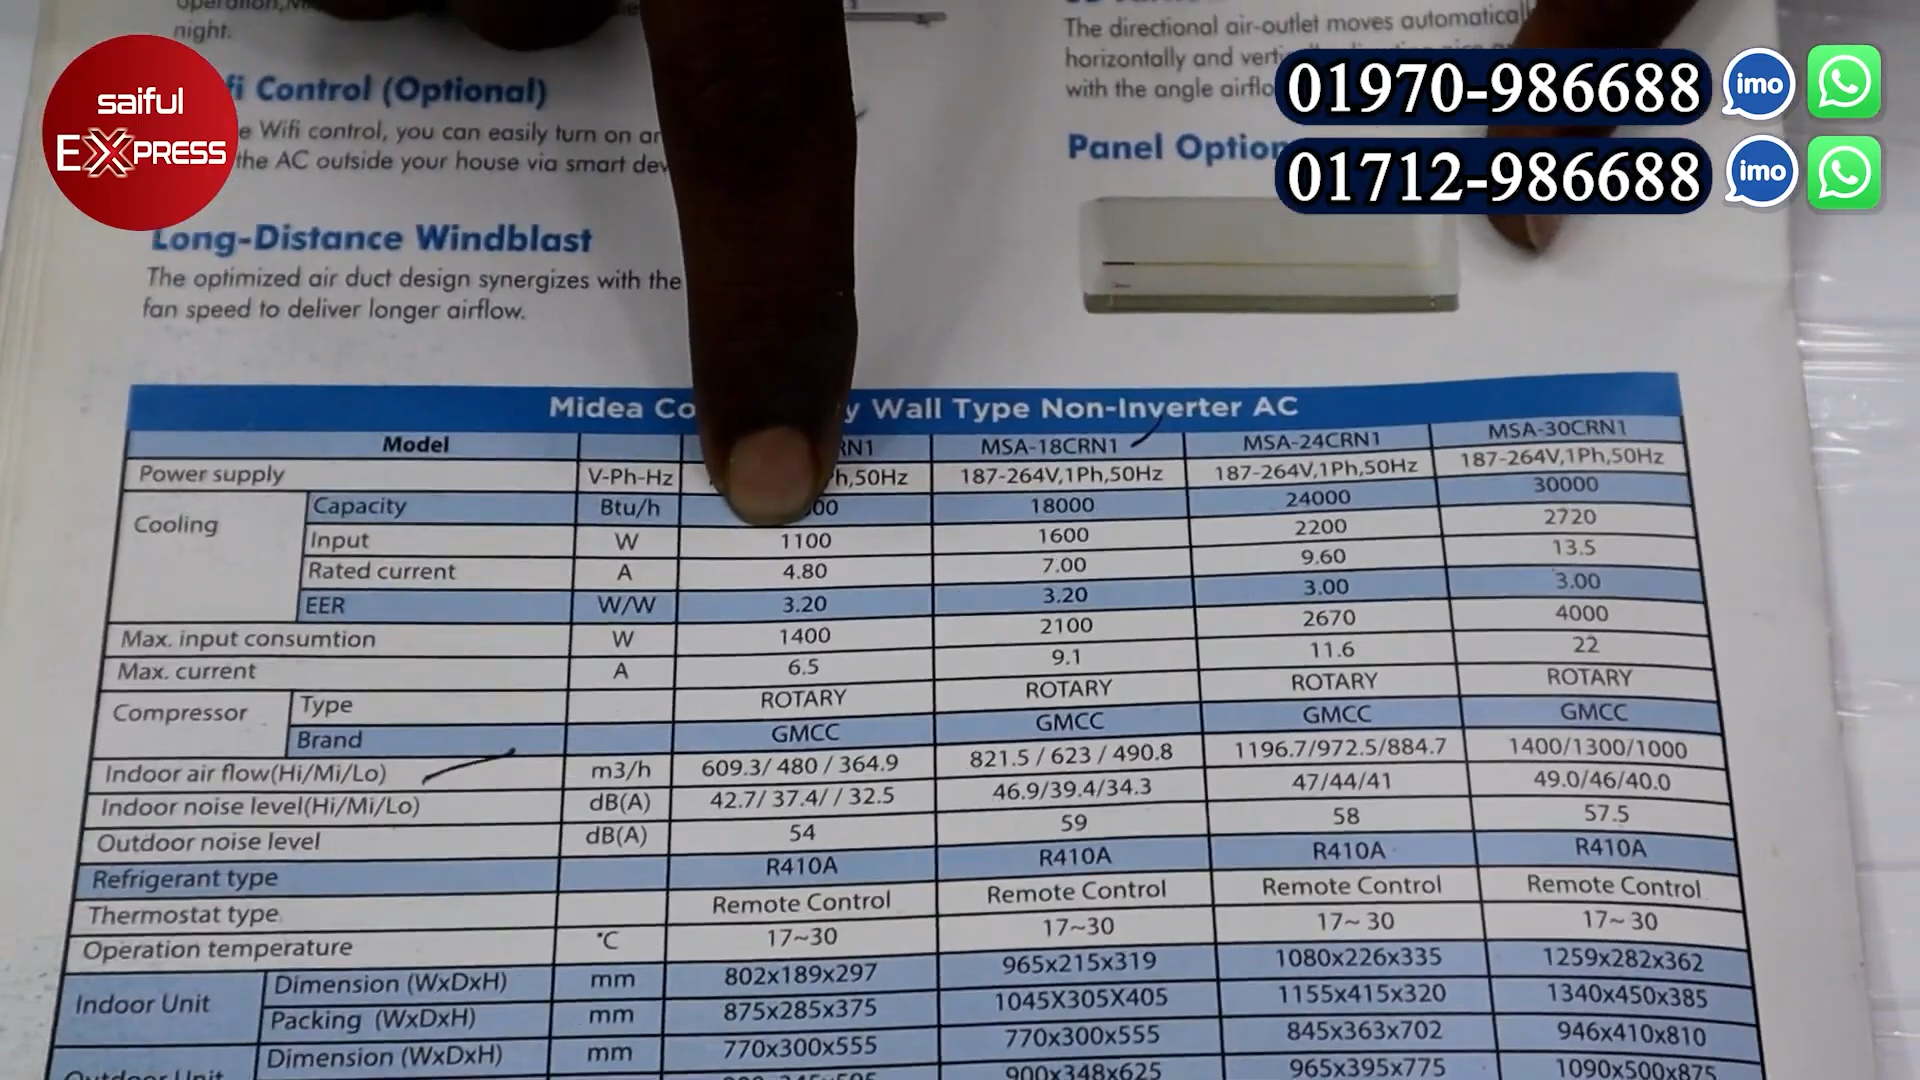 night.
saiful
EXPRESS
fi Control (Optional)
e Wifi control, you can easily turn on
the AC outside your house via smart
Long-Distance Windblast
The optimized air duct design synergizes with the
fan speed to deliver longer airflow.
The directional air-outlet moves
horizontally and
with the angle
Panel
01970-986688 imo
01712-986688 imo
Midea Wall Type Non-Inverter AC
Model RN1 MSA-18CRN1 MSA-24CRN1 MSA-30CRN1
Power supply V-Ph-Hz h,50Hz 187-264V,1Ph,50Hz 187-264V,1Ph,50Hz 187-264V,1Ph,50Hz
Cooling Capacity Btu/h 00 18000 24000 30000
Input W 1100 1600 2200 2720
Rated current A 4.80 7.00 9.60 13.5
EER W/W 3.20 3.20 3.00 3.00
Max. input consumtion W 1400 2100 2670 4000
Max. current A 6.5 9.1 11.6 22
Compressor Type ROTARY ROTARY ROTARY ROTARY
Brand GMCC GMCC GMCC GMCC
Indoor air flow(Hi/Mi/Lo) m3/h 609.3/ 480 / 364.9 821.5 / 623 / 490.8 1196.7/972.5/884.7 1400/1300/1000
Indoor noise level(Hi/Mi/Lo) dB(A) 42.7/ 37.4/ / 32.5 46.9/39.4/34.3 47/44/41 49.0/46/40.0
Outdoor noise level dB(A) 54 59 58 57.5
Refrigerant type R410A R410A R410A R410A
Thermostat type Remote Control Remote Control Remote Control Remote Control
Operation temperature °C 17~30 17~30 17~ 30 17~ 30
Indoor Unit Dimension (WxDxH) mm 802x189x297 965x215x319 1080x226x335 1259x282x362
Packing (WxDxH) mm 875x285x375 1045X305X405 1155x415x320 1340x450x385
Dimension (WxDxH) mm 770x300x555 770x300x555 845x363x702 946x410x810
900x348x625 965x395x775 1090x500x875